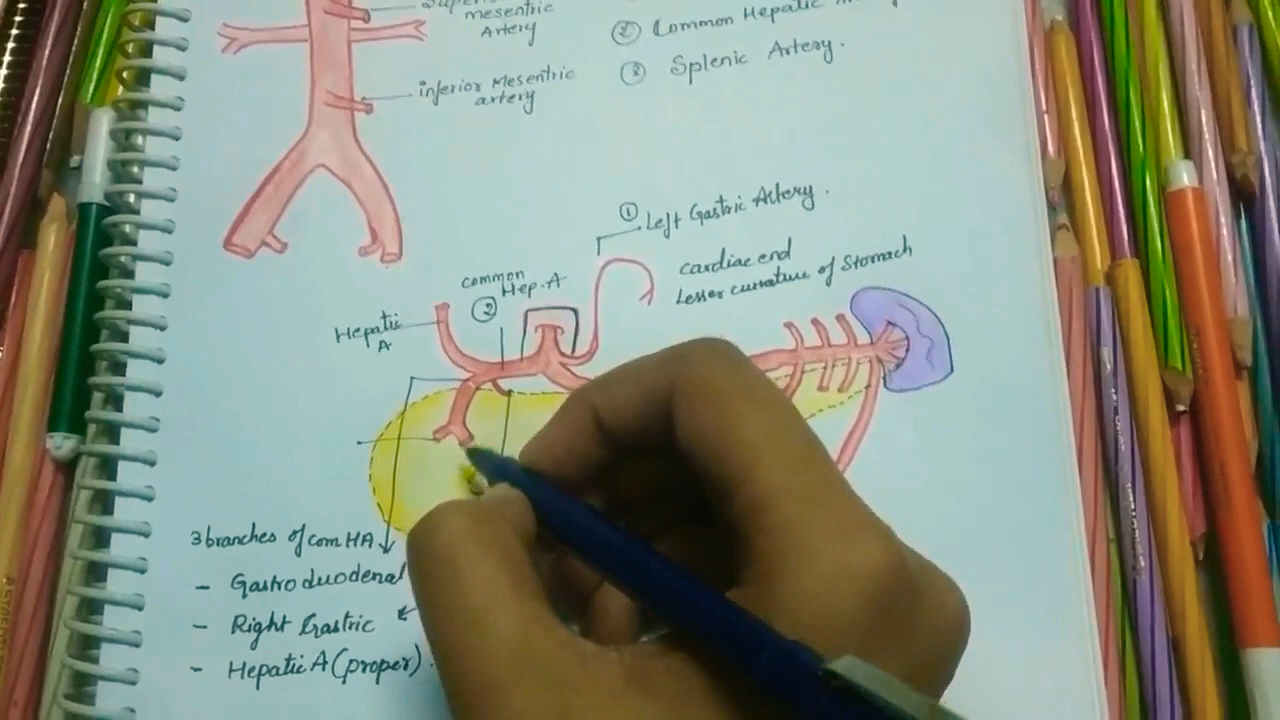 mesentric
Artery
inferior Mesentric
artery
② Common Hepatic
③ Splenic Artery.
① Left Gastric Artery.
cardiac end
Lesser curvature of Stomach
common
Hep.A
②
Hepatic
A
3 branches of com HA
- Gastroduodenal
- Right Gastric
- Hepatic A (proper).